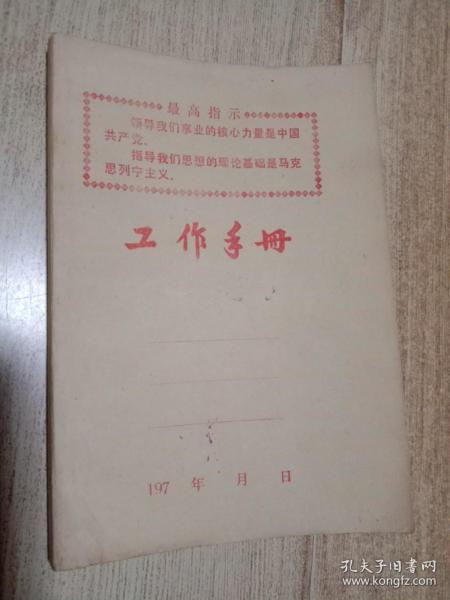 最高指示
领导我们事业的核心力量是中国
共产党。
指导我们思想的理论基础是马克
思列宁主义。
工作手册
197 年 月 日
孔夫子旧书网
www.kongfz.com